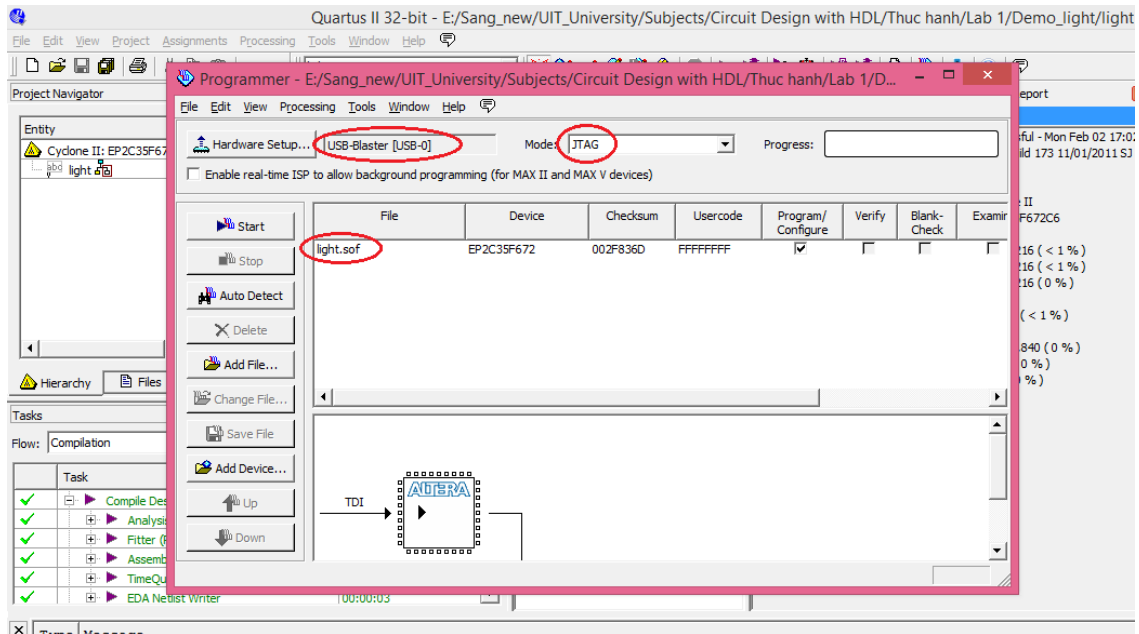 Quartus II 32-bit - E:/Sang_new/UIT_University/Subjects/Circuit Design with HDL/Thuc hanh/Lab 1/Demo_light/light
File Edit View Project Assignments Processing Tools Window Help
Programmer - E:/Sang_new/UIT_University/Subjects/Circuit Design with HDL/Thuc hanh/Lab 1/D...
Project Navigator
File Edit View Processing Tools Window Help
Entity
Cyclone II: EP2C35F67
light
Hardware Setup... USB-Blaster [USB-0] Mode: JTAG Progress:
Enable real-time ISP to allow background programming (for MAX II and MAX V devices)
eport
sful - Mon Feb 02 17:0
ild 173 11/01/2011 SJ
II
F672C6
216 ( < 1 % )
216 ( < 1 % )
216 ( 0 % )
( < 1 % )
840 ( 0 % )
0 % )
%)
File Device Checksum Usercode Program/ Configure Verify Blank- Check Examin
light.sof EP2C35F672 002F836D FFFFFFFF
Start
Stop
Auto Detect
Delete
Add File...
Change File...
Save File
Add Device...
Up
Down
TDI
ALTERA
Hierarchy Files
Tasks
Flow: Compilation
Task
Compile Des
Analysi
Fitter (
Assemb
TimeQu
EDA Netlist Writer 00:00:03
Type Message